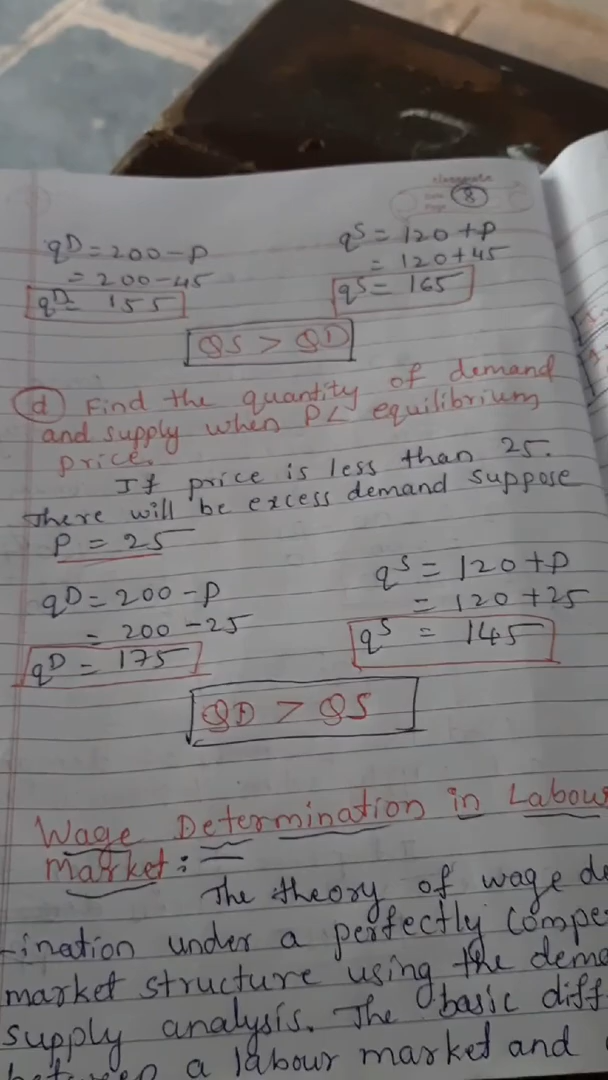 classmate
Date
Page 8
qD = 200 - P
= 200 - 45
qD = 155
qS = 120 + P
= 120 + 45
qS = 165
QS > QD
d Find the quantity of demand
and supply when P < equilibrium
price.
If price is less than 25.
There will be excess demand suppose
P = 25
qD = 200 - P
= 200 - 25
qD = 175
qS = 120 + P
= 120 + 25
qS = 145
QD > QS
Wage Determination in Labour
Market :=
The theory of wage de
-ination under a perfectly compe
market structure using the dema
supply analysis. The basic diff
between a labour market and